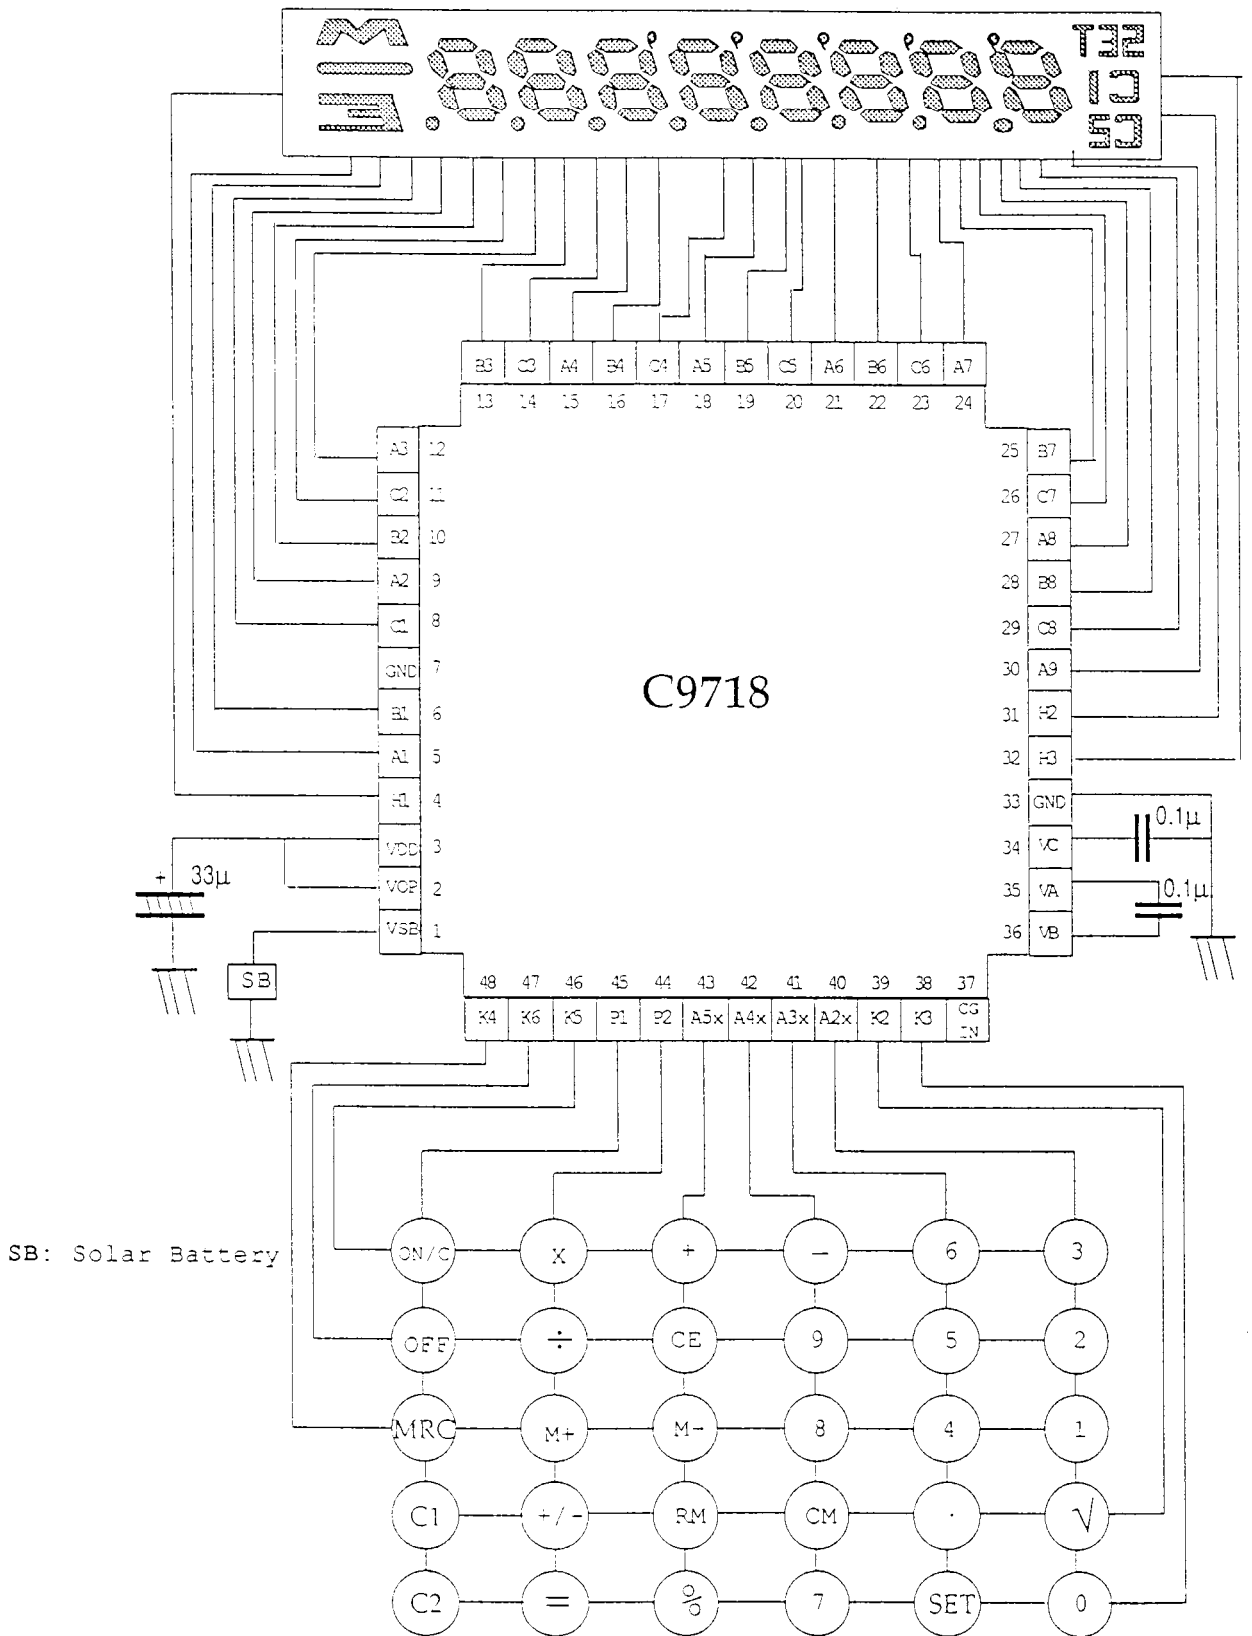 M SET
IC
E C5
B3 C3 A4 B4 C4 A5 B5 C5 A6 B6 C6 A7
13 14 15 16 17 18 19 20 21 22 23 24
A3 12 25 B7
C2 11 26 C7
B2 10 27 A8
A2 9 28 B8
C1 8 29 C8
GND 7 30 A9
C9718
B1 6 31 H2
A1 5 32 H3
H1 4 33 GND
0.1µ
VDD 3 34 VC
+ 33µ
VOP 2 35 VA
0.1µ
VSB 1 36 VB
SB
48 47 46 45 44 43 42 41 40 39 38 37
K4 K6 K5 P1 P2 A5x A4x A3x A2x K2 K3 CG IN
SB: Solar Battery
ON/C X + − 6 3
OFF ÷ CE 9 5 2
MRC M+ M- 8 4 1
C1 +/- RM CM · √
C2 = % 7 SET 0